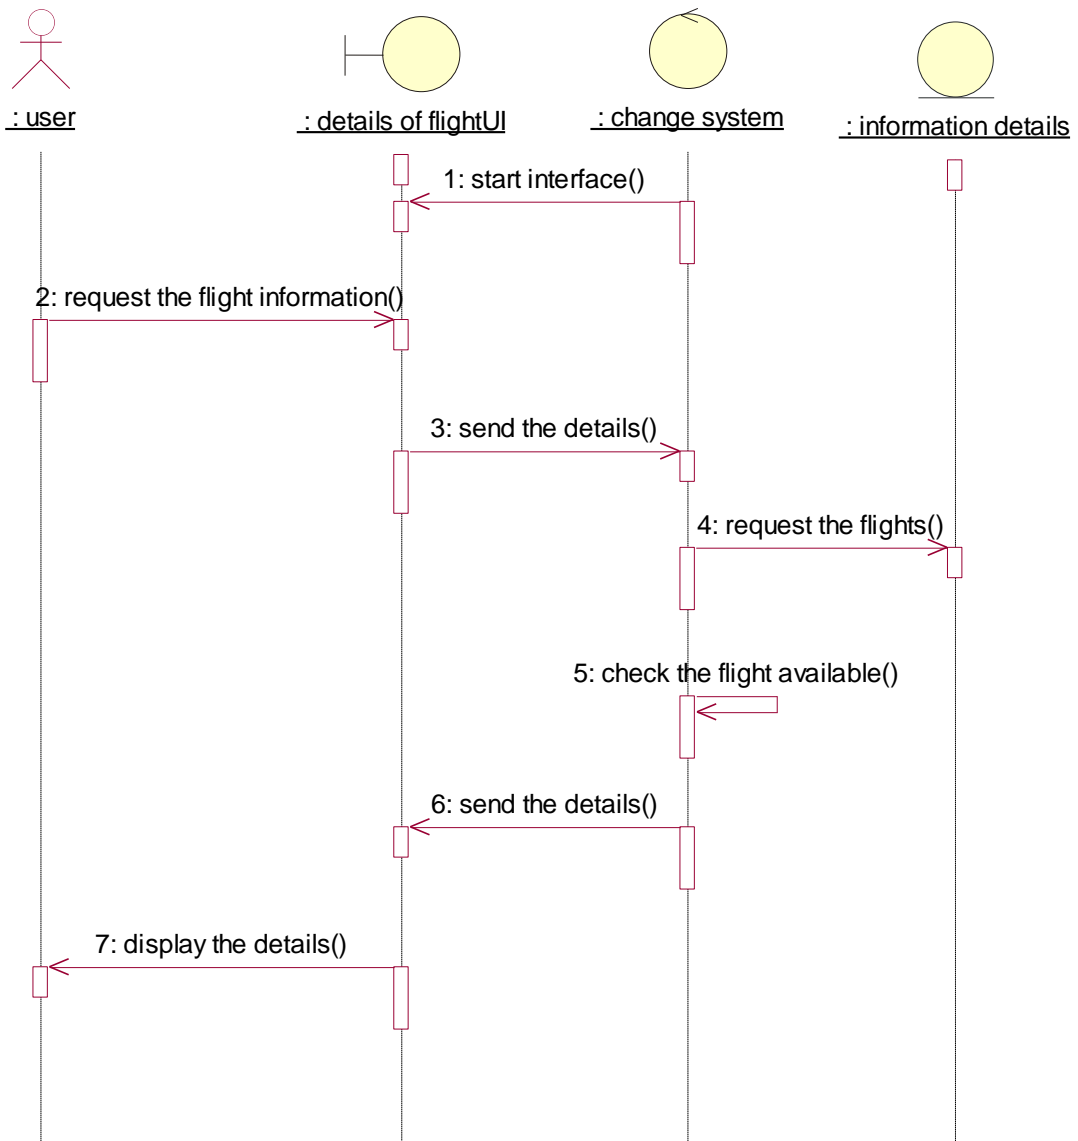 : user
: details of flightUI
: change system
: information details
1: start interface()
2: request the flight information()
3: send the details()
4: request the flights()
5: check the flight available()
6: send the details()
7: display the details()